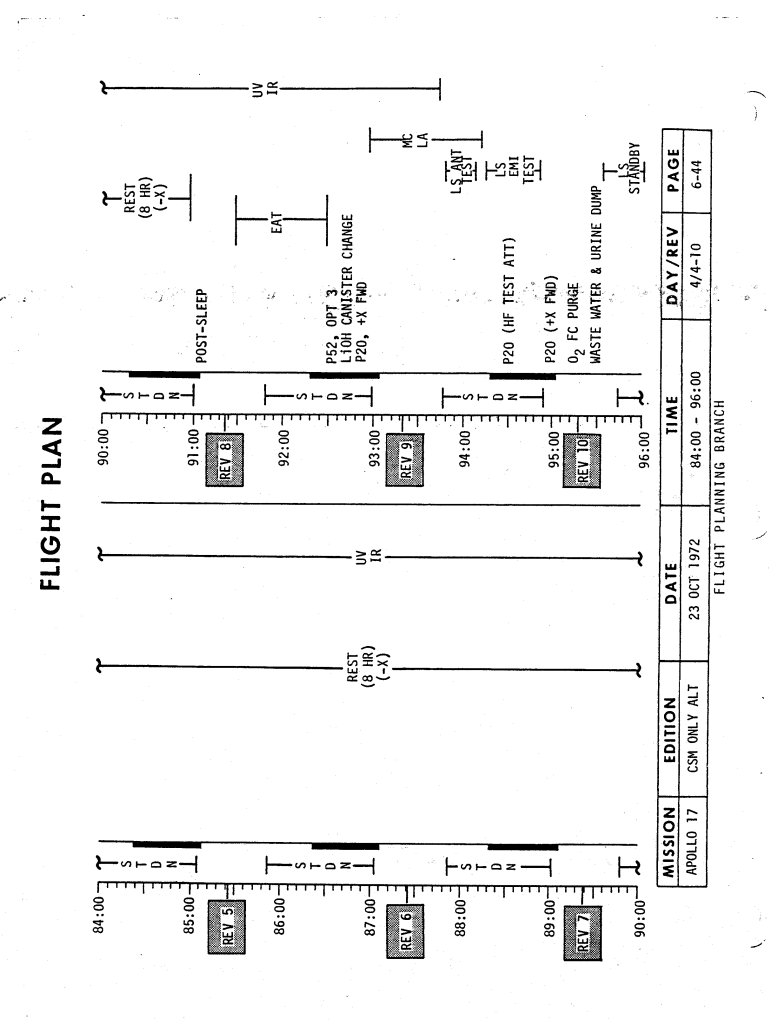 FLIGHT PLAN
84:00
85:00
REV 5
86:00
87:00
REV 6
88:00
89:00
REV 7
90:00
STDN
STDN
STDN
REST
(8 HR)
(-X)
UV
IR
90:00
91:00
REV 8
92:00
93:00
REV 9
94:00
95:00
REV 10
96:00
STDN
STDN
STDN
POST-SLEEP
P52, OPT 3
LiOH CANISTER CHANGE
P20, +X FWD
P20 (HF TEST ATT)
P20 (+X FWD)
O2 FC PURGE
WASTE WATER & URINE DUMP
REST
(8 HR)
(-X)
EAT
LS ANT
TEST
LS
EMI
TEST
LS
STANDBY
MC
LA
UV
IR
MISSION EDITION DATE TIME DAY/REV PAGE
APOLLO 17 CSM ONLY ALT 23 OCT 1972 84:00 - 96:00 4/4-10 6-44
FLIGHT PLANNING BRANCH